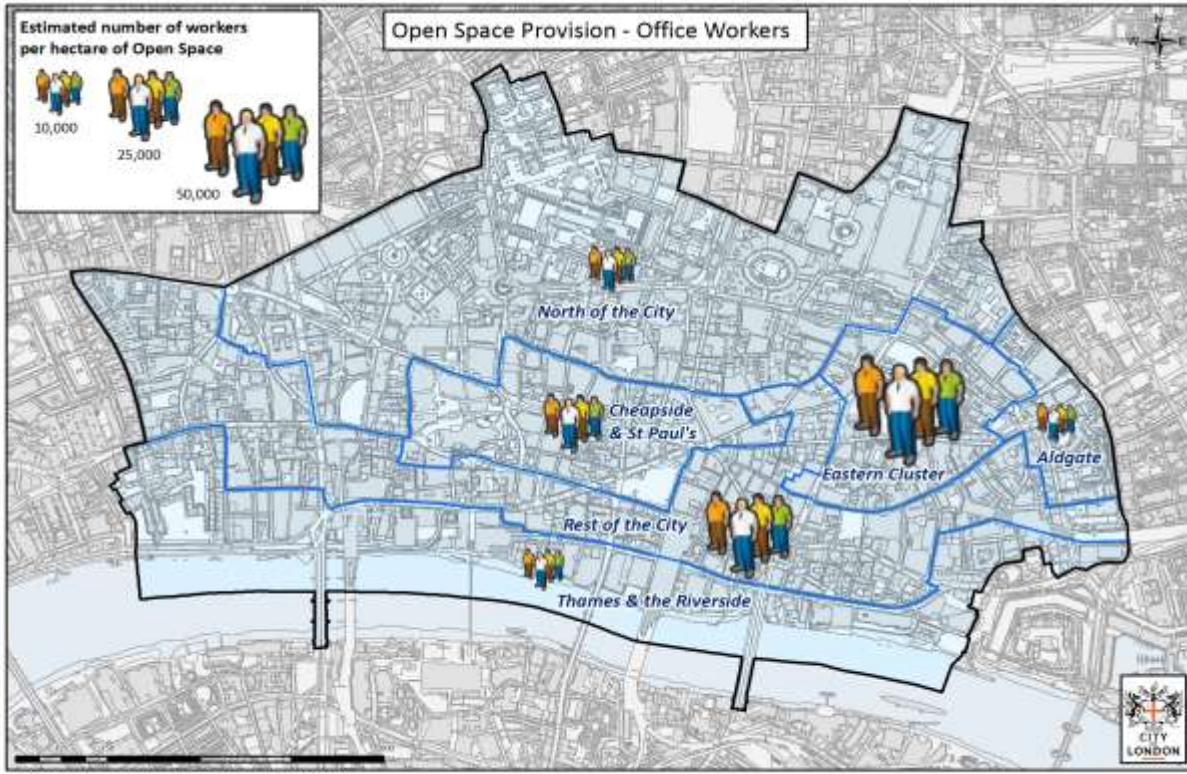 Estimated number of workers
per hectare of Open Space
10,000
25,000
50,000
Open Space Provision - Office Workers
N
W
E
S
North of the City
Cheapside
& St Paul's
Eastern Cluster
Aldgate
Rest of the City
Thames & the Riverside
CITY
OF
LONDON